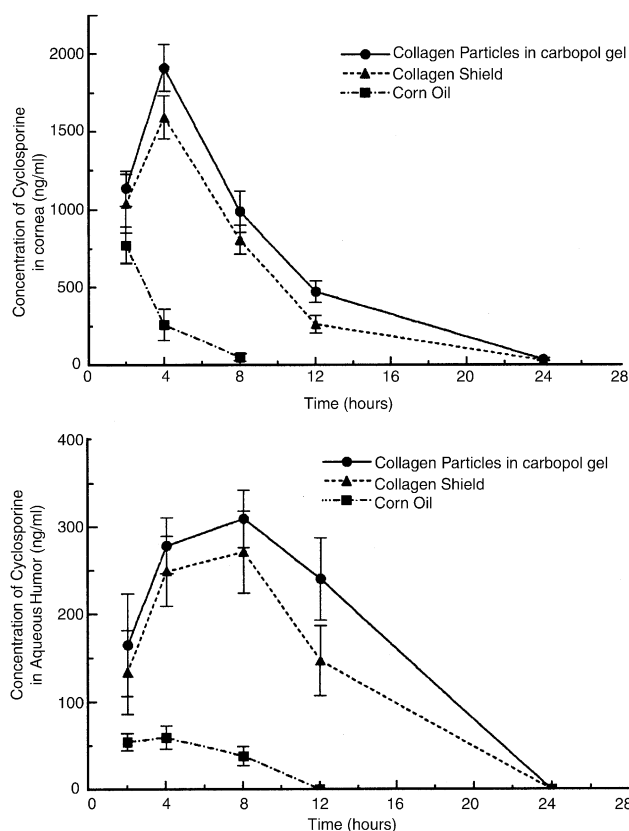 2000
1500
1000
500
0
Concentration of Cyclosporine
in cornea (ng/ml)
Collagen Particles in carbopol gel
Collagen Shield
Corn Oil
0 4 8 12 16 20 24 28
Time (hours)
400
300
200
100
0
Concentration of Cyclosporine
in Aqueous Humor (ng/ml)
Collagen Particles in carbopol gel
Collagen Shield
Corn Oil
0 4 8 12 16 20 24 28
Time (hours)